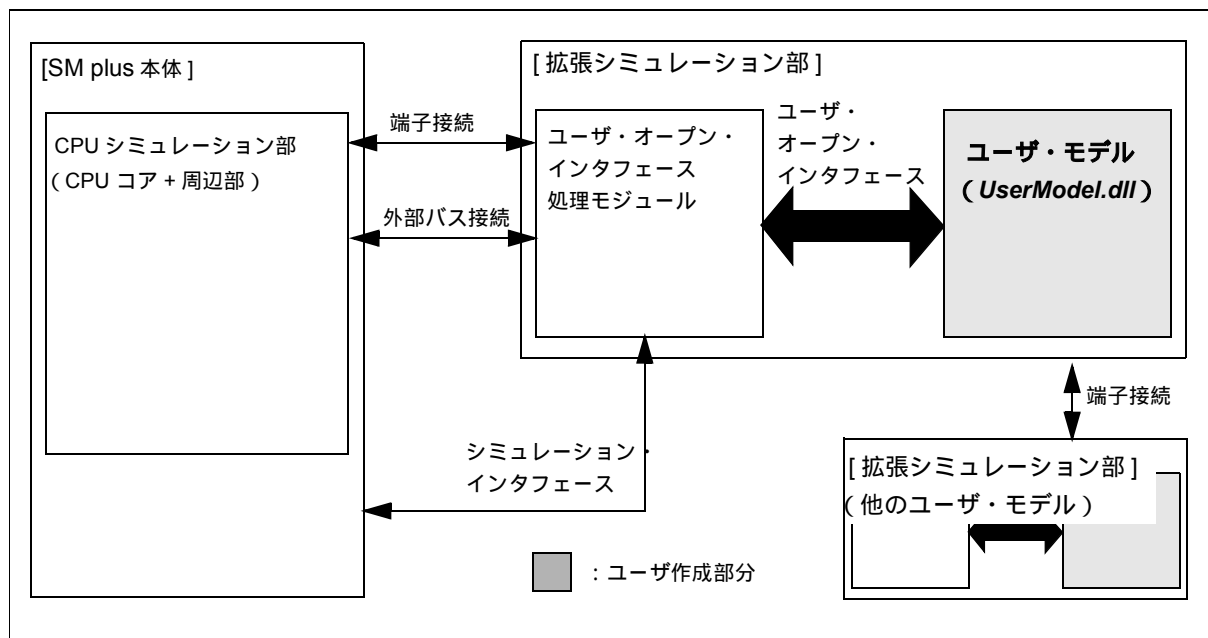 [SM plus 本体 ]
CPU シミュレーション部
( CPU コア + 周辺部 )
端子接続
外部バス接続
シミュレーション・
インタフェース
[ 拡張シミュレーション部 ]
ユーザ・オープン・
インタフェース
処理モジュール
ユーザ・
オープン・
インタフェース
ユーザ・モデル
( UserModel.dll )
端子接続
[ 拡張シミュレーション部 ]
( 他のユーザ・モデル )
: ユーザ作成部分